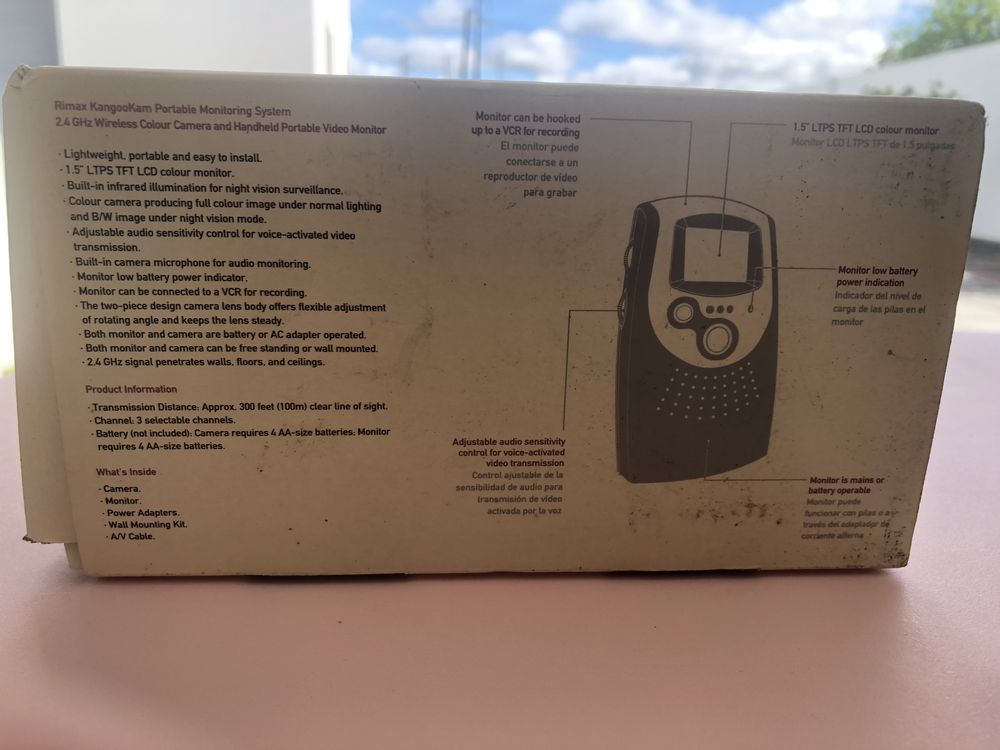 Rimax KangooKam Portable Monitoring System
2.4 GHz Wireless Colour Camera and Handheld Portable Video Monitor
· Lightweight, portable and easy to install.
· 1.5" LTPS TFT LCD colour monitor.
· Built-in infrared illumination for night vision surveillance.
· Colour camera producing full colour image under normal lighting
and B/W image under night vision mode.
· Adjustable audio sensitivity control for voice-activated video
transmission.
· Built-in camera microphone for audio monitoring.
· Monitor low battery power indicator.
· Monitor can be connected to a VCR for recording.
· The two-piece design camera lens body offers flexible adjustment
of rotating angle and keeps the lens steady.
· Both monitor and camera are battery or AC adapter operated.
· Both monitor and camera can be free standing or wall mounted.
· 2.4 GHz signal penetrates walls, floors, and ceilings.
Product Information
· Transmission Distance: Approx. 300 feet (100m) clear line of sight.
· Channel: 3 selectable channels.
· Battery (not included): Camera requires 4 AA-size batteries; Monitor
requires 4 AA-size batteries.
What's Inside
· Camera.
· Monitor.
· Power Adapters.
· Wall Mounting Kit.
· A/V Cable.
Monitor can be hooked
up to a VCR for recording
El monitor puede
conectarse a un
reproductor de vídeo
para grabar
1.5" LTPS TFT LCD colour monitor
Monitor LCD LTPS TFT de 1.5 pulgadas
Monitor low battery
power indication
Indicador del nivel de
carga de las pilas en el
monitor
Adjustable audio sensitivity
control for voice-activated
video transmission
Control ajustable de la
sensibilidad de audio para
transmisión de vídeo
activada por la voz
Monitor is mains or
battery operable
Monitor puede
funcionar con pilas o a
través del adaptador de
corriente alterna